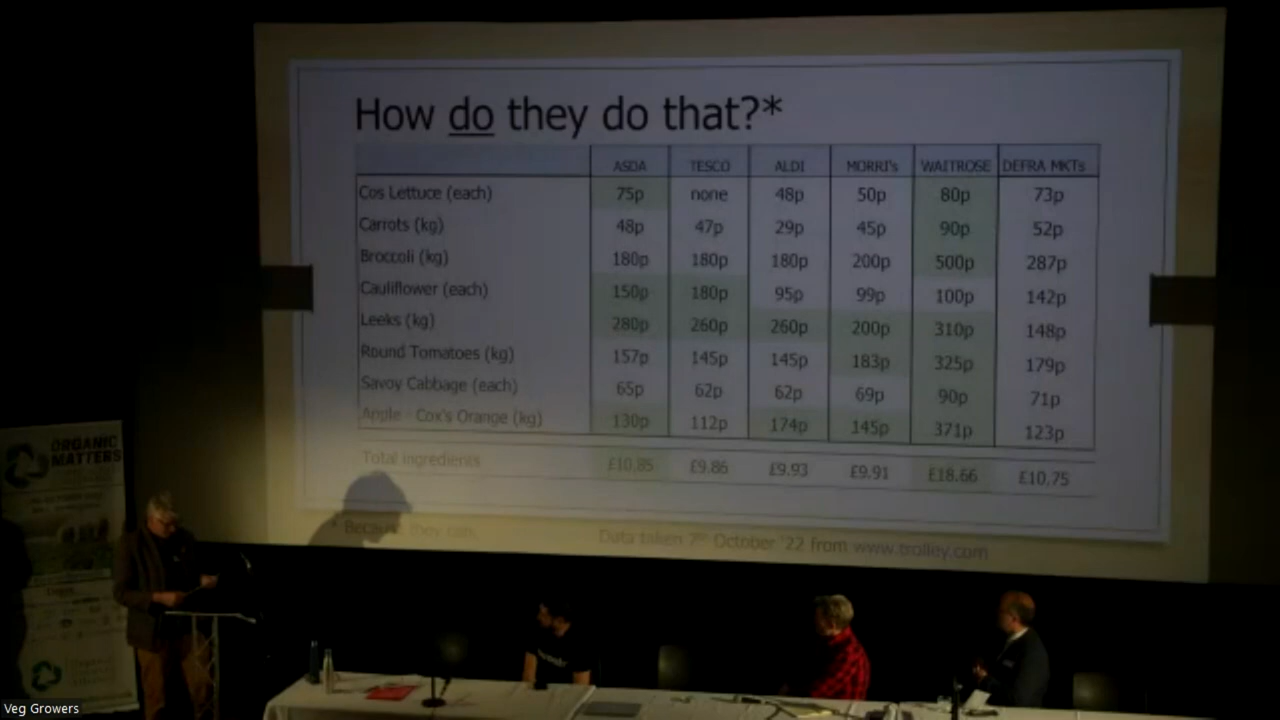 How do they do that?*
ASDA TESCO ALDI MORRI's WAITROSE DEFRA MKTs
Cos Lettuce (each) 75p none 48p 50p 80p 73p
Carrots (kg) 48p 47p 29p 45p 90p 52p
Broccoli (kg) 180p 180p 180p 200p 500p 287p
Cauliflower (each) 150p 180p 95p 99p 100p 142p
Leeks (kg) 280p 260p 260p 200p 310p 148p
Round Tomatoes (kg) 157p 145p 145p 183p 325p 179p
Savoy Cabbage (each) 65p 62p 62p 69p 90p 71p
Apple - Cox's Orange (kg) 130p 112p 174p 145p 371p 123p
Total ingredients £10.85 £9.86 £9.93 £9.91 £18.66 £10.75
* Because they can.
Data taken 7th October '22 from www.trolley.com
ORGANIC
MATTERS
Veg Growers